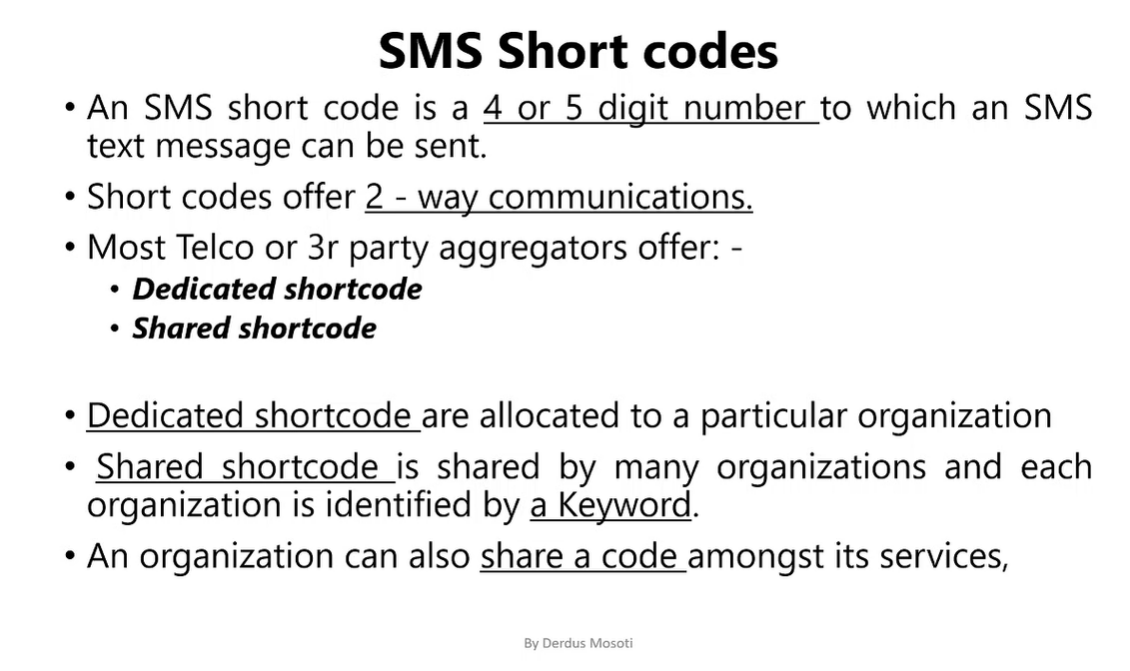 SMS Short codes
• An SMS short code is a 4 or 5 digit number to which an SMS
text message can be sent.
• Short codes offer 2 - way communications.
• Most Telco or 3r party aggregators offer: -
• Dedicated shortcode
• Shared shortcode
• Dedicated shortcode are allocated to a particular organization
• Shared shortcode is shared by many organizations and each
organization is identified by a Keyword.
• An organization can also share a code amongst its services,
By Derdus Mosoti